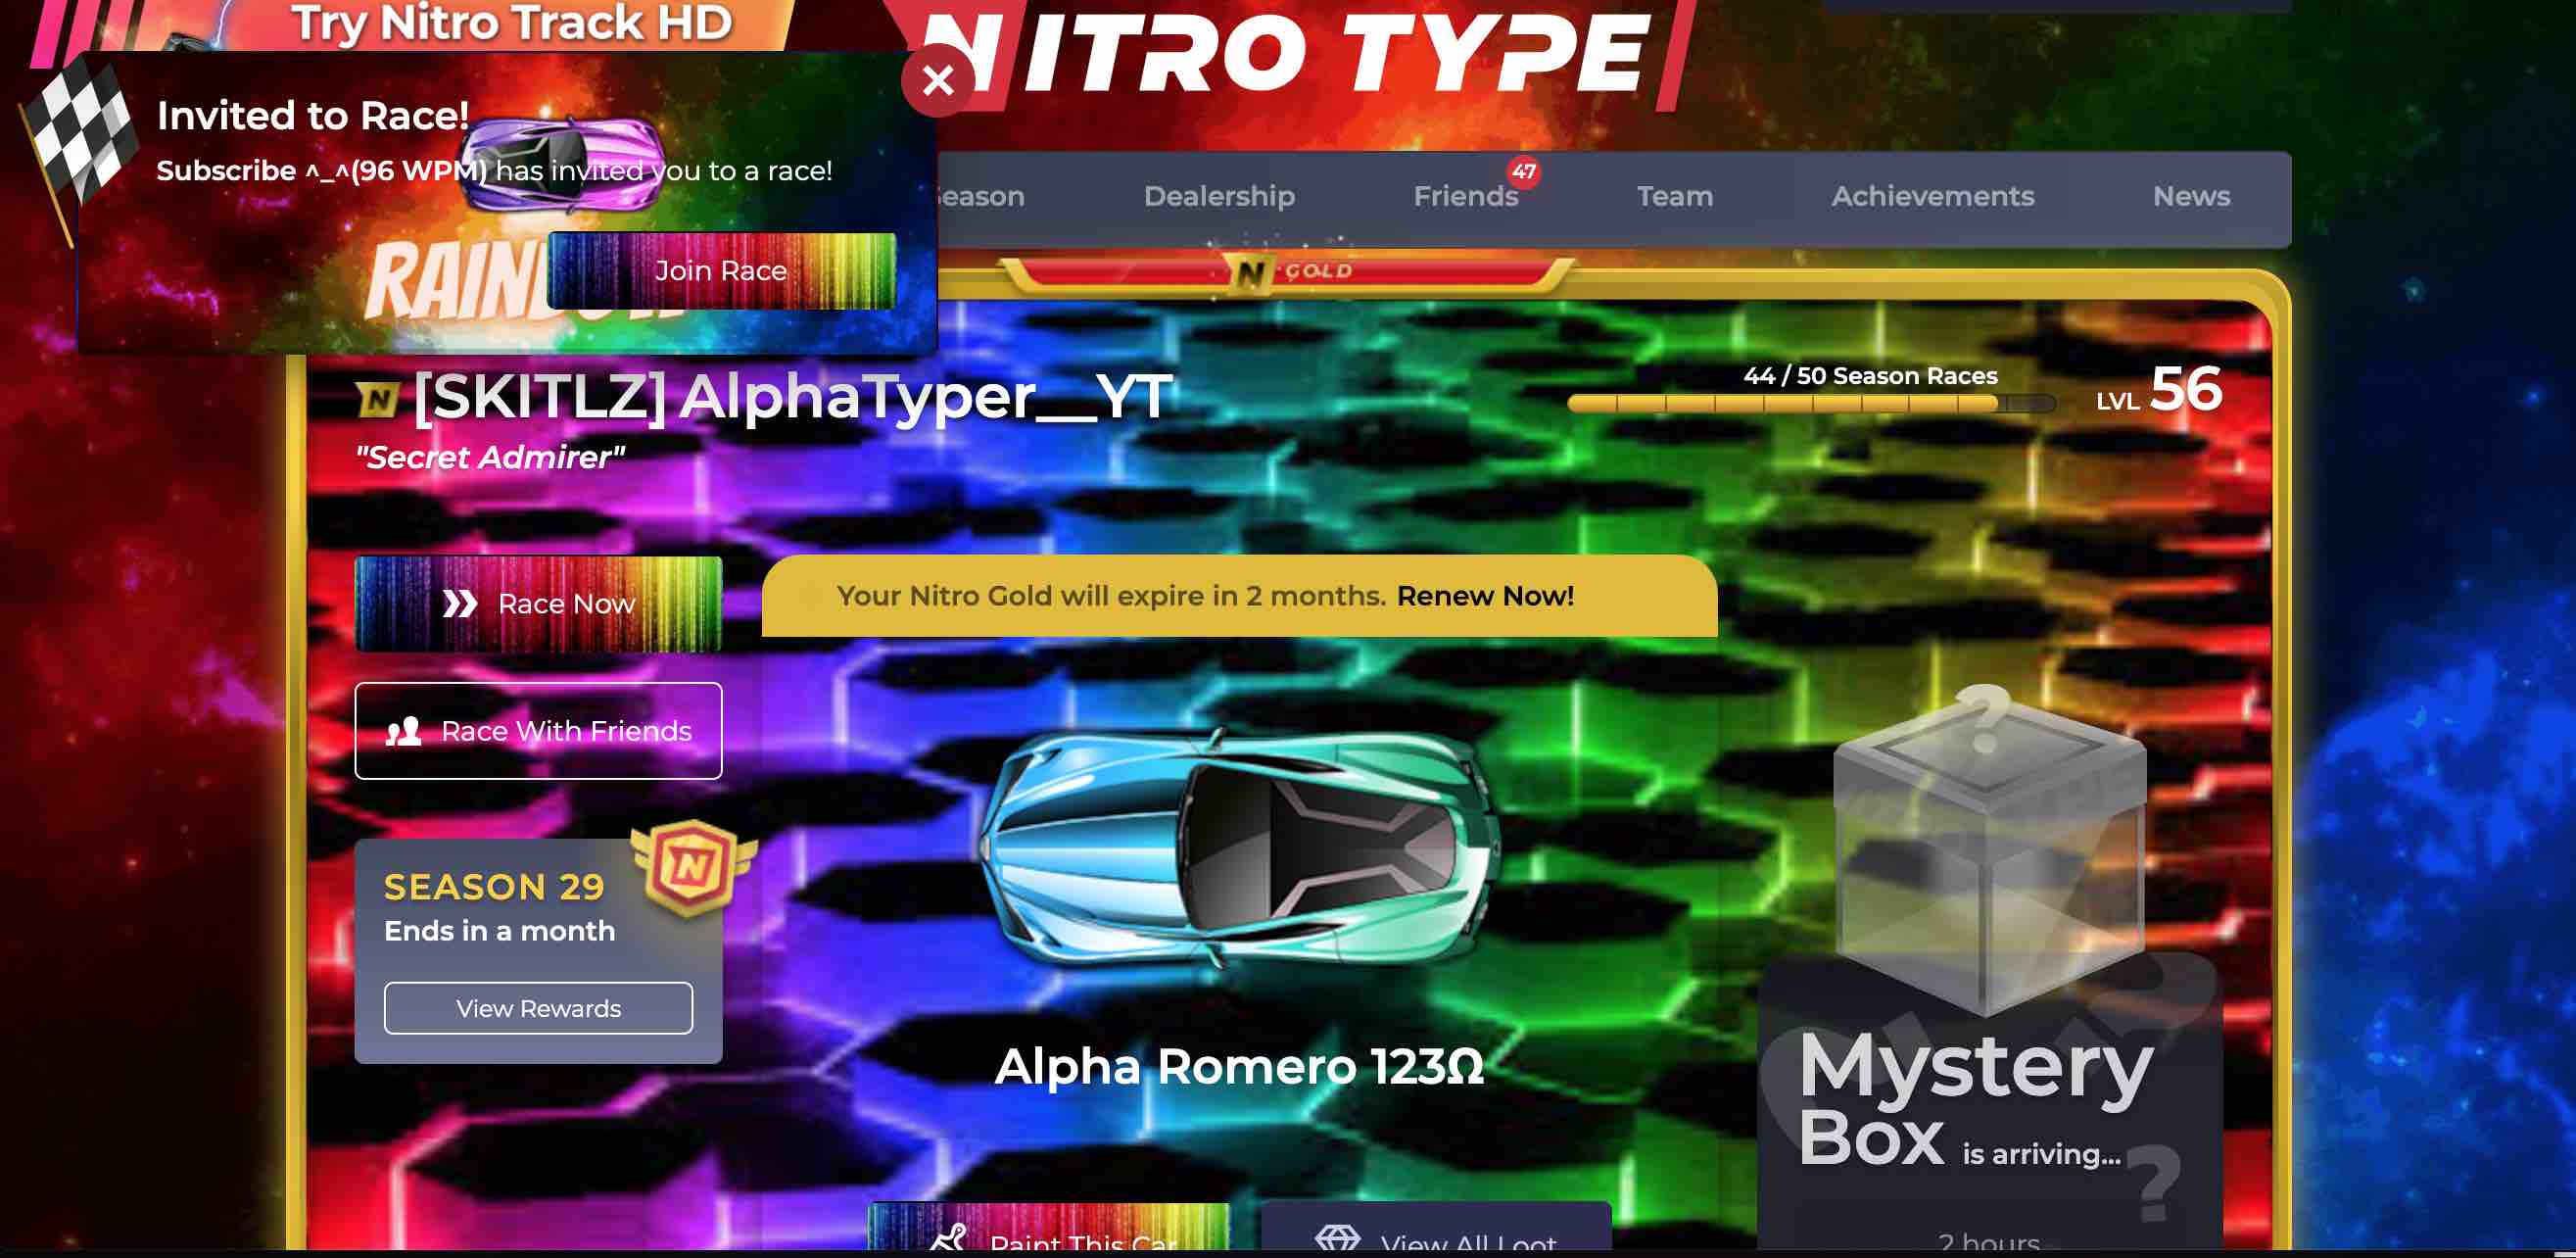 Try Nitro Track HD
NITRO TYPE
Invited to Race!
Subscribe ^_^(96 WPM) has invited you to a race!
Join Race
eason
Dealership
Friends
47
Team
Achievements
News
N GOLD
N [SKITLZ] AlphaTyper__YT
"Secret Admirer"
44 / 50 Season Races
LVL 56
Race Now
Your Nitro Gold will expire in 2 months. Renew Now!
Race With Friends
SEASON 29
N
Ends in a month
View Rewards
?
Alpha Romero 123Ω
Mystery
Box is arriving...
?
2 hours
Paint This Car
View All Loot